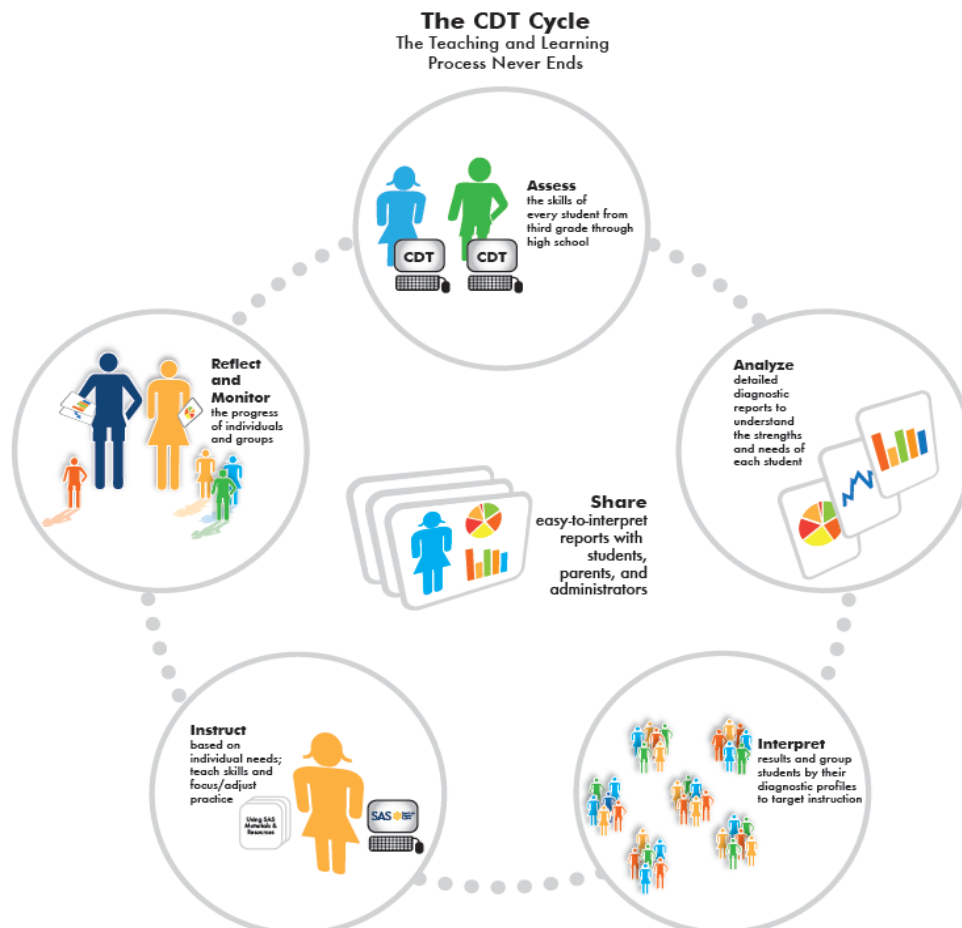 The CDT Cycle
The Teaching and Learning
Process Never Ends
Assess
the skills of
every student from
third grade through
high school
CDT
CDT
Reflect
and
Monitor
the progress
of individuals
and groups
Analyze
detailed
diagnostic
reports to
understand
the strengths
and needs of
each student
Share
easy-to-interpret
reports with
students,
parents, and
administrators
Instruct
based on
individual needs;
teach skills and
focus/adjust
practice
Using SAS
Materials &
Resources
SAS
Interpret
results and group
students by their
diagnostic profiles
to target instruction